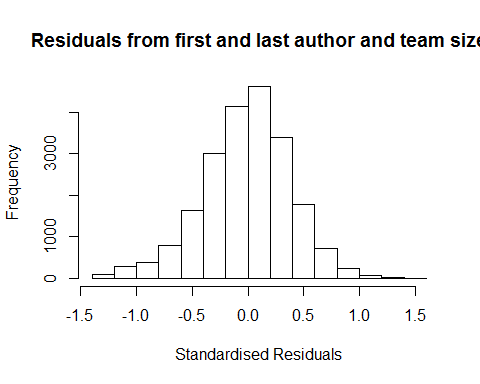 Residuals from first and last author and team size
Frequency
3000
1000
0
-1.5 -1.0 -0.5 0.0 0.5 1.0 1.5
Standardised Residuals